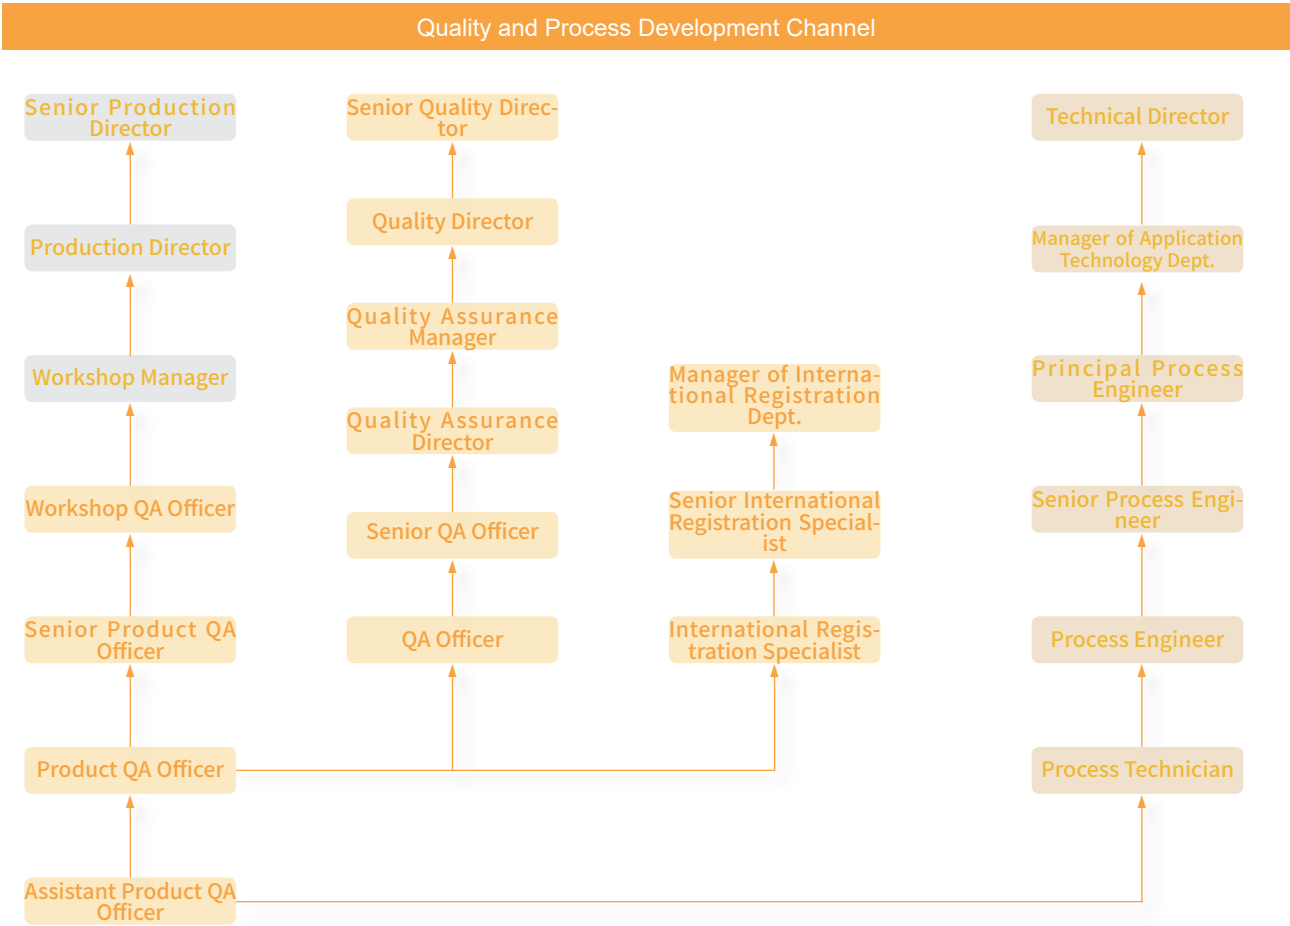 Quality and Process Development Channel
Senior Production
Director
Production Director
Workshop Manager
Workshop QA Officer
Senior Product QA
Officer
Product QA Officer
Assistant Product QA
Officer
Senior Quality Direc-
tor
Quality Director
Quality Assurance
Manager
Quality Assurance
Director
Senior QA Officer
QA Officer
Manager of Interna-
tional Registration
Dept.
Senior International
Registration Special-
ist
International Regis-
tration Specialist
Technical Director
Manager of Application
Technology Dept.
Principal Process
Engineer
Senior Process Engi-
neer
Process Engineer
Process Technician